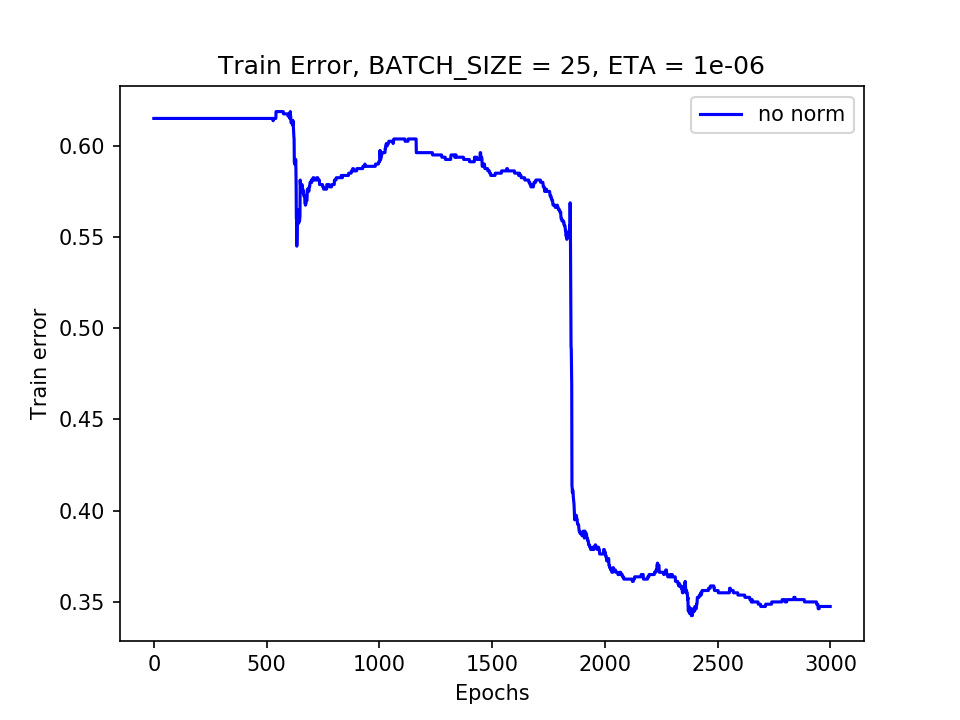 Train Error, BATCH_SIZE = 25, ETA = 1e-06
no norm
0.60
0.55
0.50
0.45
0.40
0.35
Train error
0 500 1000 1500 2000 2500 3000
Epochs